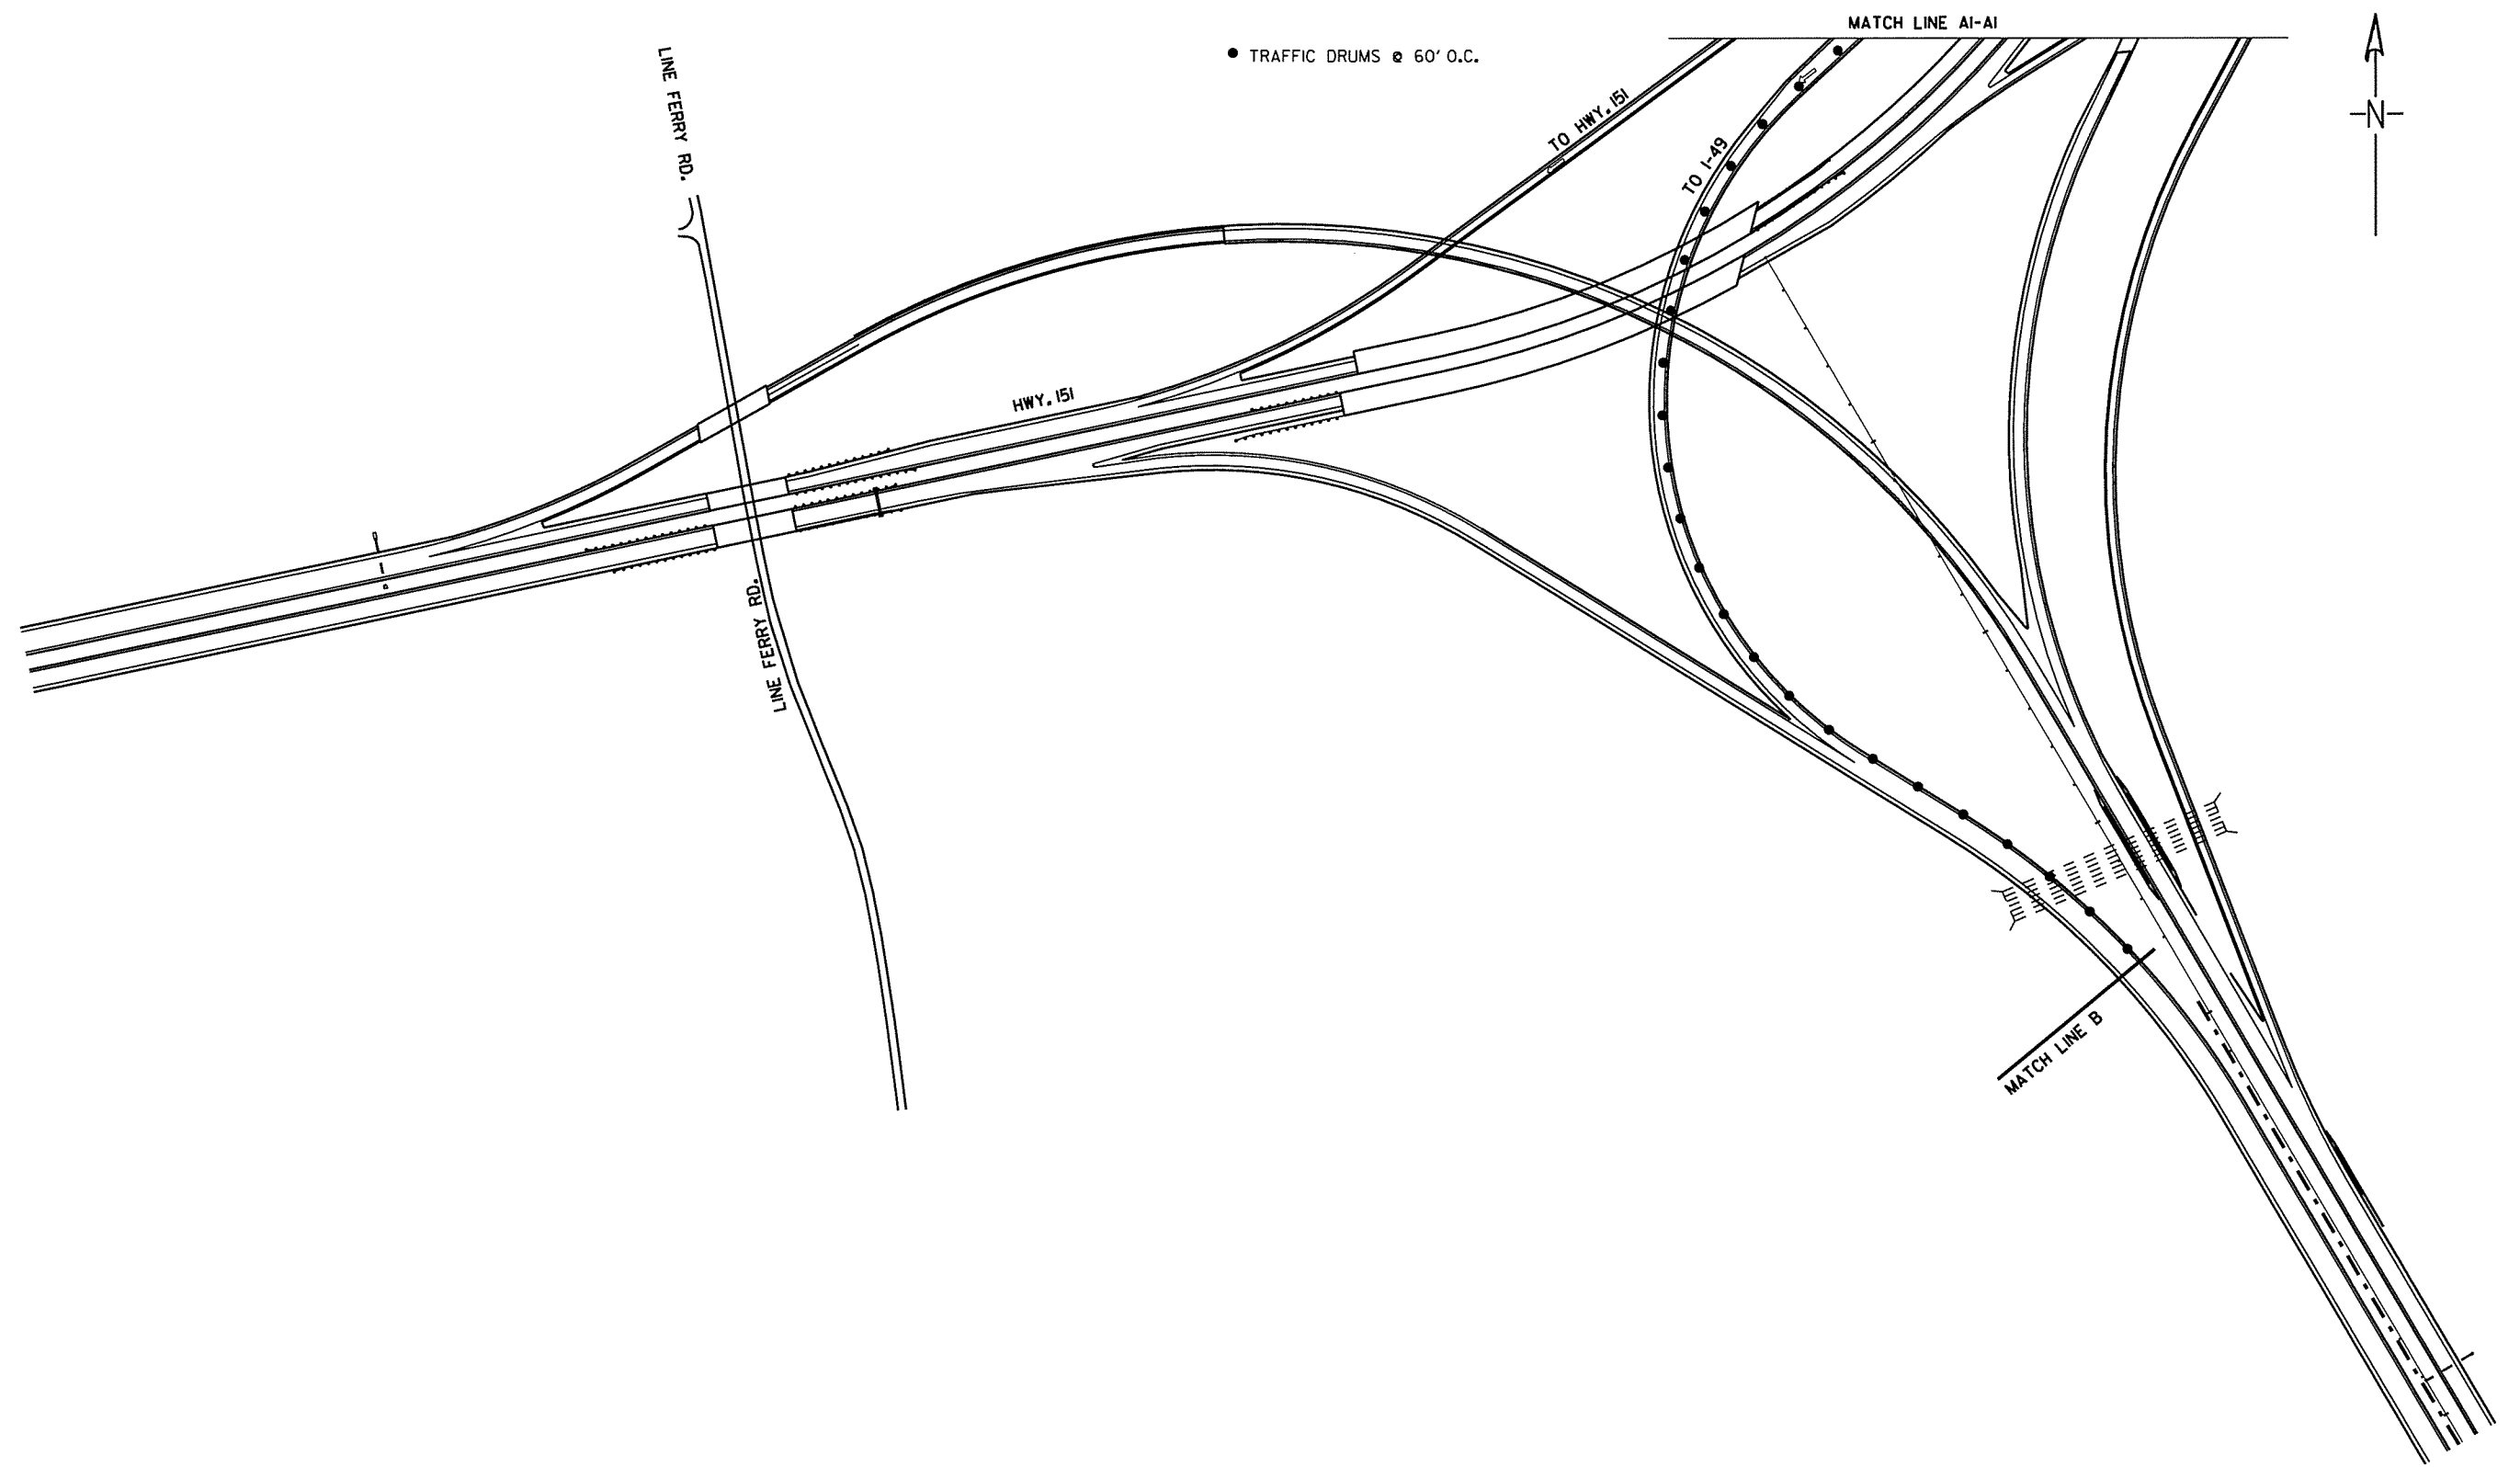 MATCH LINE A1-A1
● TRAFFIC DRUMS @ 60' O.C.
LINE FERRY RD.
-N-
TO HWY. 151
TO I-49
HWY. 151
LINE FERRY RD.
MATCH LINE B